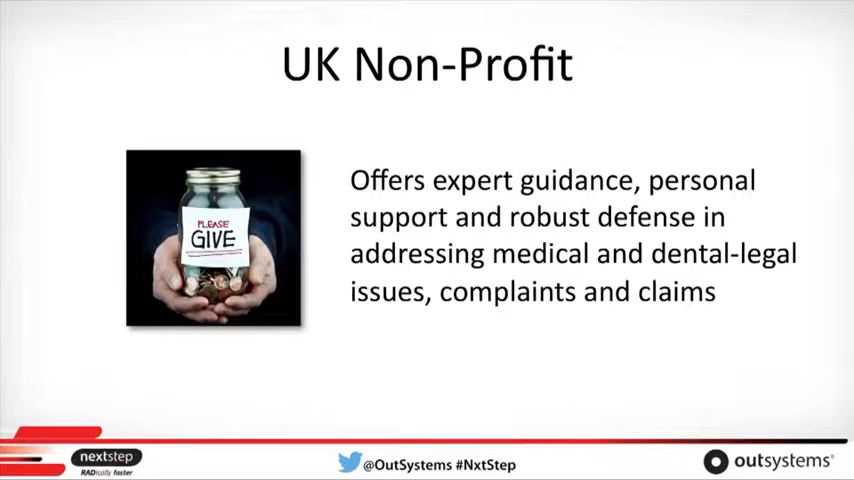 UK Non-Profit
PLEASE
GIVE
Offers expert guidance, personal
support and robust defense in
addressing medical and dental-legal
issues, complaints and claims
nextstep
RADically faster
@OutSystems #NxtStep
outsystems®